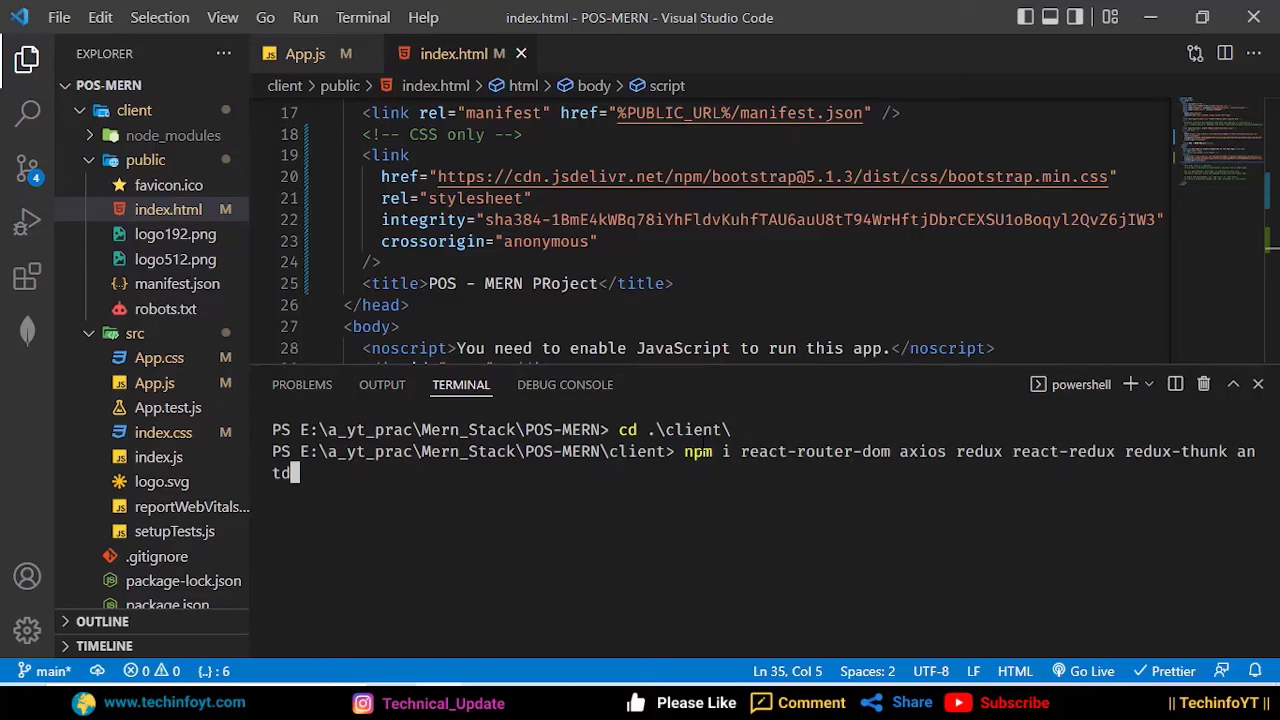 File Edit Selection View Go Run Terminal Help index.html - POS-MERN - Visual Studio Code
EXPLORER
POS-MERN
client
node_modules
public
favicon.ico
index.html M
logo192.png
logo512.png
manifest.json
robots.txt
src
App.css M
App.js M
App.test.js
index.css M
index.js
logo.svg
reportWebVitals...
setupTests.js
.gitignore
package-lock.json
package.json
OUTLINE
TIMELINE
4
App.js M index.html M
client > public > index.html > html > body > script
17 <link rel="manifest" href="%PUBLIC_URL%/manifest.json" />
18 <!-- CSS only -->
19 <link
20 href="https://cdn.jsdelivr.net/npm/bootstrap@5.1.3/dist/css/bootstrap.min.css"
21 rel="stylesheet"
22 integrity="sha384-1BmE4kWBq78iYhFldvKuhfTAU6auU8tT94WrHftjDbrCEXSU1oBoqyl2QvZ6jIW3"
23 crossorigin="anonymous"
24 />
25 <title>POS - MERN PRoject</title>
26 </head>
27 <body>
28 <noscript>You need to enable JavaScript to run this app.</noscript>
PROBLEMS OUTPUT TERMINAL DEBUG CONSOLE powershell
PS E:\a_yt_prac\Mern_Stack\POS-MERN> cd .\client\
PS E:\a_yt_prac\Mern_Stack\POS-MERN\client> npm i react-router-dom axios redux react-redux redux-thunk an
td
main* 0 0 {..} : 6 Ln 35, Col 5 Spaces: 2 UTF-8 LF HTML Go Live Prettier
www.techinfoyt.com Technical_Update Please Like Comment Share Subscribe || TechinfoYT ||